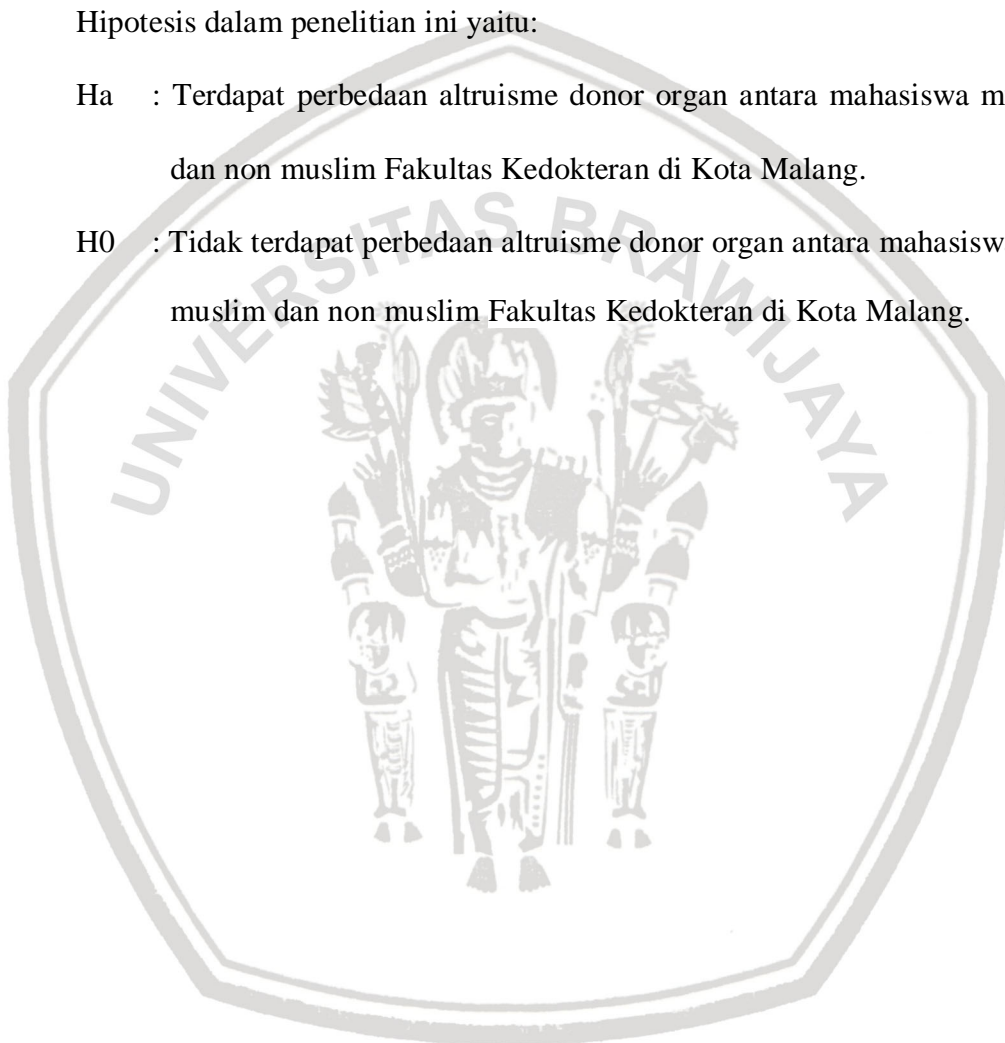 Hipotesis dalam penelitian ini yaitu:
Ha : Terdapat perbedaan altruisme donor organ antara mahasiswa m
dan non muslim Fakultas Kedokteran di Kota Malang.
H0 : Tidak terdapat perbedaan altruisme donor organ antara mahasisw
muslim dan non muslim Fakultas Kedokteran di Kota Malang.
UNIVERSITAS BRAWIJAYA